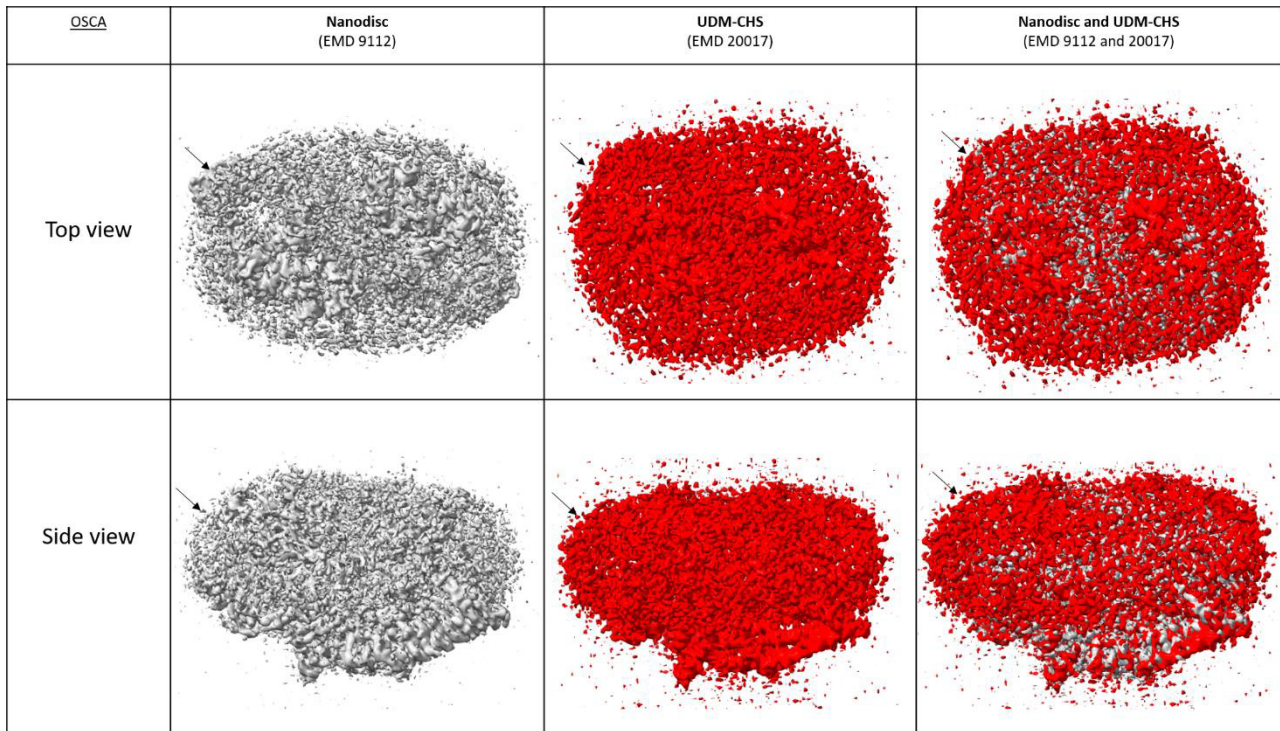 OSCA
Nanodisc
(EMD 9112)
UDM-CHS
(EMD 20017)
Nanodisc and UDM-CHS
(EMD 9112 and 20017)
Top view
Side view